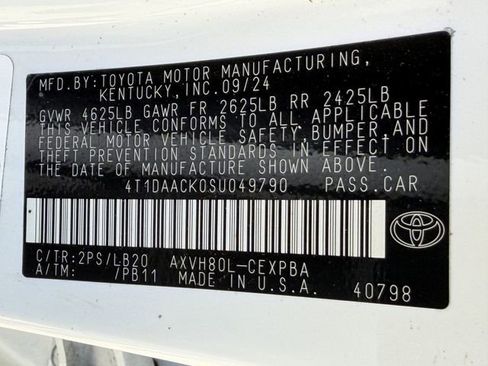 MFD.BY:TOYOTA MOTOR MANUFACTURING,
KENTUCKY, INC.09/24
GVWR 4625LB GAWR FR 2625LB RR 2425LB
THIS VEHICLE CONFORMS TO ALL APPLICABLE
FEDERAL MOTOR VEHICLE SAFETY,BUMPER,AND
THEFT PREVENTION STANDARDS IN EFFECT ON
THE DATE OF MANUFACTURE SHOWN ABOVE.
4T1DAACK0SU049790 PASS.CAR
C/TR:2PS/LB20 AXVH80L-CEXPBA
A/TM: /PB11 MADE IN U.S.A. 40798